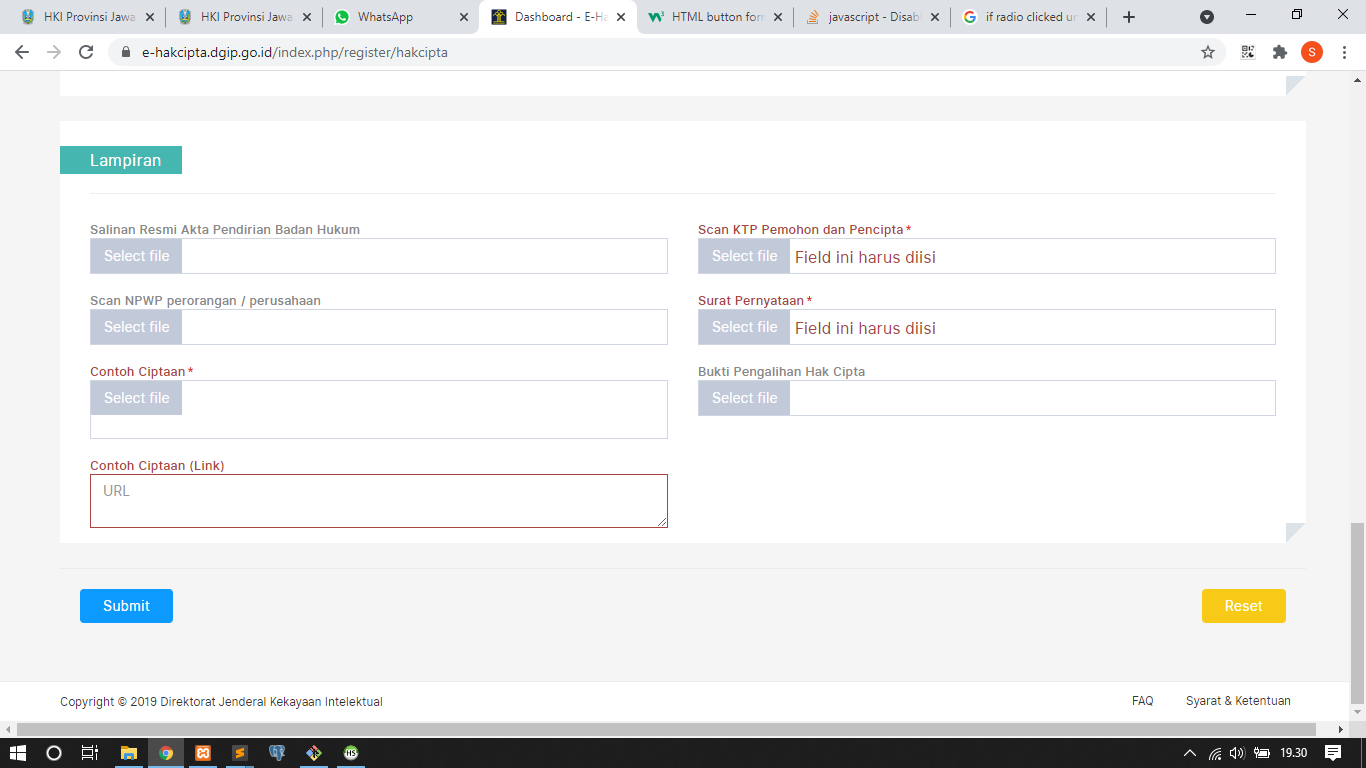 HKI Provinsi Jawa
HKI Provinsi Jawa
WhatsApp
Dashboard - E-Ha
HTML button for
javascript - Disab
if radio clicked un
e-hakcipta.dgip.go.id/index.php/register/hakcipta
S
Lampiran
Salinan Resmi Akta Pendirian Badan Hukum
Select file
Scan KTP Pemohon dan Pencipta *
Select file Field ini harus diisi
Scan NPWP perorangan / perusahaan
Select file
Surat Pernyataan *
Select file Field ini harus diisi
Contoh Ciptaan *
Select file
Bukti Pengalihan Hak Cipta
Select file
Contoh Ciptaan (Link)
URL
Submit
Reset
Copyright © 2019 Direktorat Jenderal Kekayaan Intelektual
FAQ
Syarat & Ketentuan
19.30